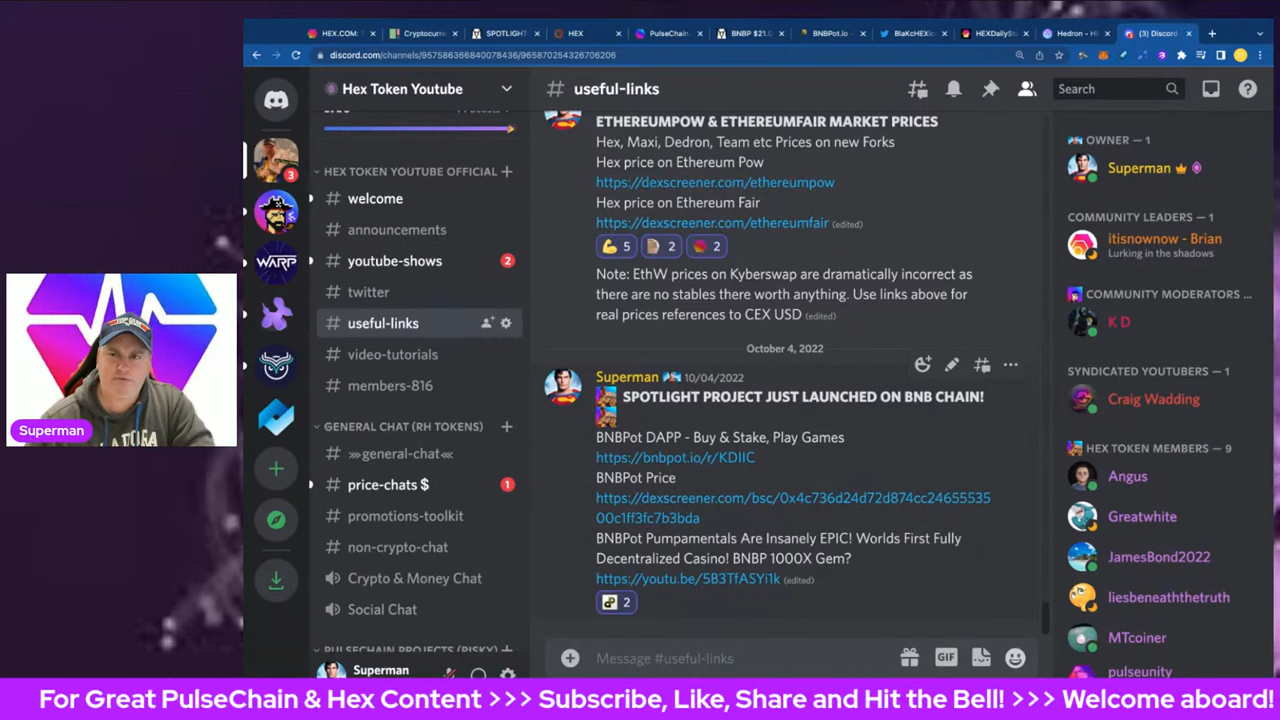 HEX.COM: T
Cryptocurre
SPOTLIGHT
HEX
PulseChain
BNBP $21.0
BNBPot.io -
BlaKcHEXic
HEXDailySt
Hedron - H
(3) Discord
discord.com/channels/957586366840078436/965870254326706206
Hex Token Youtube
# useful-links
Search
HEX TOKEN YOUTUBE OFFICIAL
welcome
announcements
youtube-shows
2
twitter
useful-links
video-tutorials
members-816
GENERAL CHAT (RH TOKENS)
>»general-chat«<
price-chats $
1
promotions-toolkit
non-crypto-chat
Crypto & Money Chat
Social Chat
PULSECHAIN PROJECTS (RISKY)
Superman
3
WARP
ETHEREUMPOW & ETHEREUMFAIR MARKET PRICES
Hex, Maxi, Dedron, Team etc Prices on new Forks
Hex price on Ethereum Pow
https://dexscreener.com/ethereumpow
Hex price on Ethereum Fair
https://dexscreener.com/ethereumfair (edited)
5 2 2
Note: EthW prices on Kyberswap are dramatically incorrect as
there are no stables there worth anything. Use links above for
real prices references to CEX USD (edited)
October 4, 2022
Superman 10/04/2022
SPOTLIGHT PROJECT JUST LAUNCHED ON BNB CHAIN!
BNBPot DAPP - Buy & Stake, Play Games
https://bnbpot.io/r/KDIIC
BNBPot Price
https://dexscreener.com/bsc/0x4c736d24d72d874cc24655535
00c1ff3fc7b3bda
BNBPot Pumpamentals Are Insanely EPIC! Worlds First Fully
Decentralized Casino! BNBP 1000X Gem?
https://youtu.be/5B3TfASYi1k (edited)
2
Message #useful-links
GIF
OWNER — 1
Superman
COMMUNITY LEADERS — 1
itisnownow - Brian
Lurking in the shadows
COMMUNITY MODERATORS ...
K D
SYNDICATED YOUTUBERS — 1
Craig Wadding
HEX TOKEN MEMBERS — 9
Angus
Greatwhite
JamesBond2022
liesbeneaththetruth
MTcoiner
pulseunity
Superman
For Great PulseChain & Hex Content >>> Subscribe, Like, Share and Hit the Bell! >>> Welcome aboard!